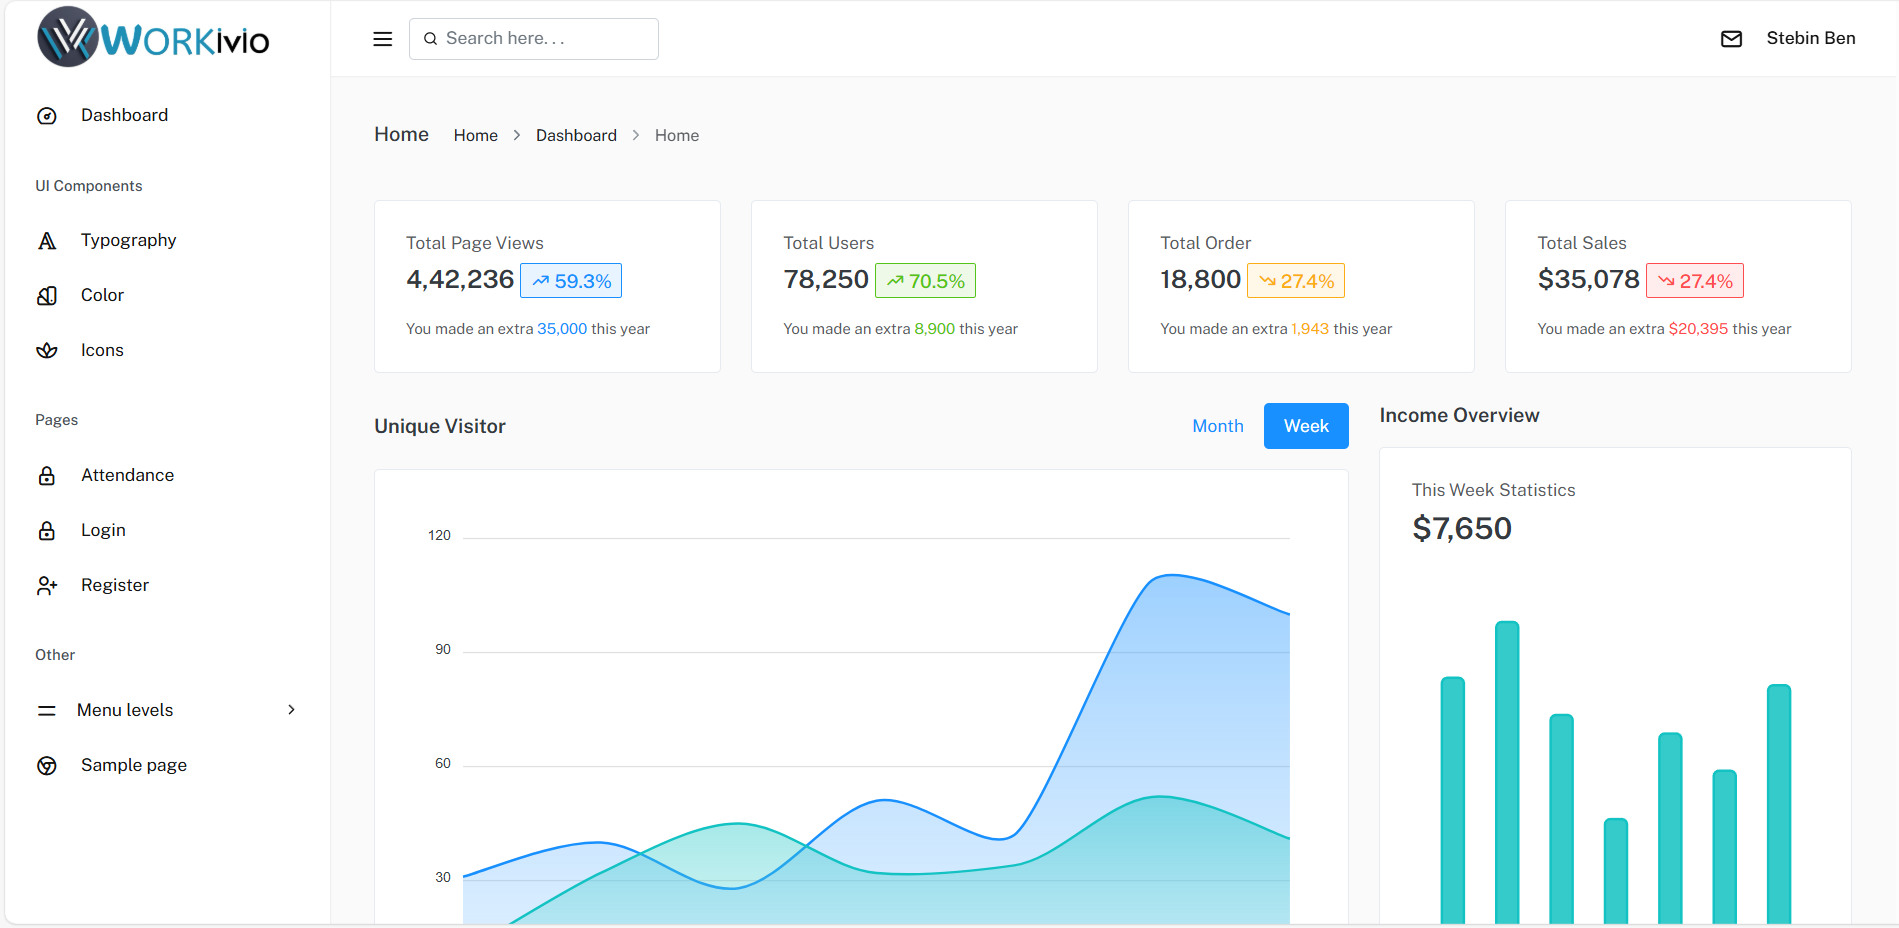 WORKivio
Search here. . .
Stebin Ben
Dashboard
UI Components
Typography
Color
Icons
Pages
Attendance
Login
Register
Other
Menu levels
Sample page
Home Home > Dashboard > Home
Total Page Views
4,42,236 59.3%
You made an extra 35,000 this year
Total Users
78,250 70.5%
You made an extra 8,900 this year
Total Order
18,800 27.4%
You made an extra 1,943 this year
Total Sales
$35,078 27.4%
You made an extra $20,395 this year
Unique Visitor
Month Week
120
90
60
30
Income Overview
This Week Statistics
$7,650